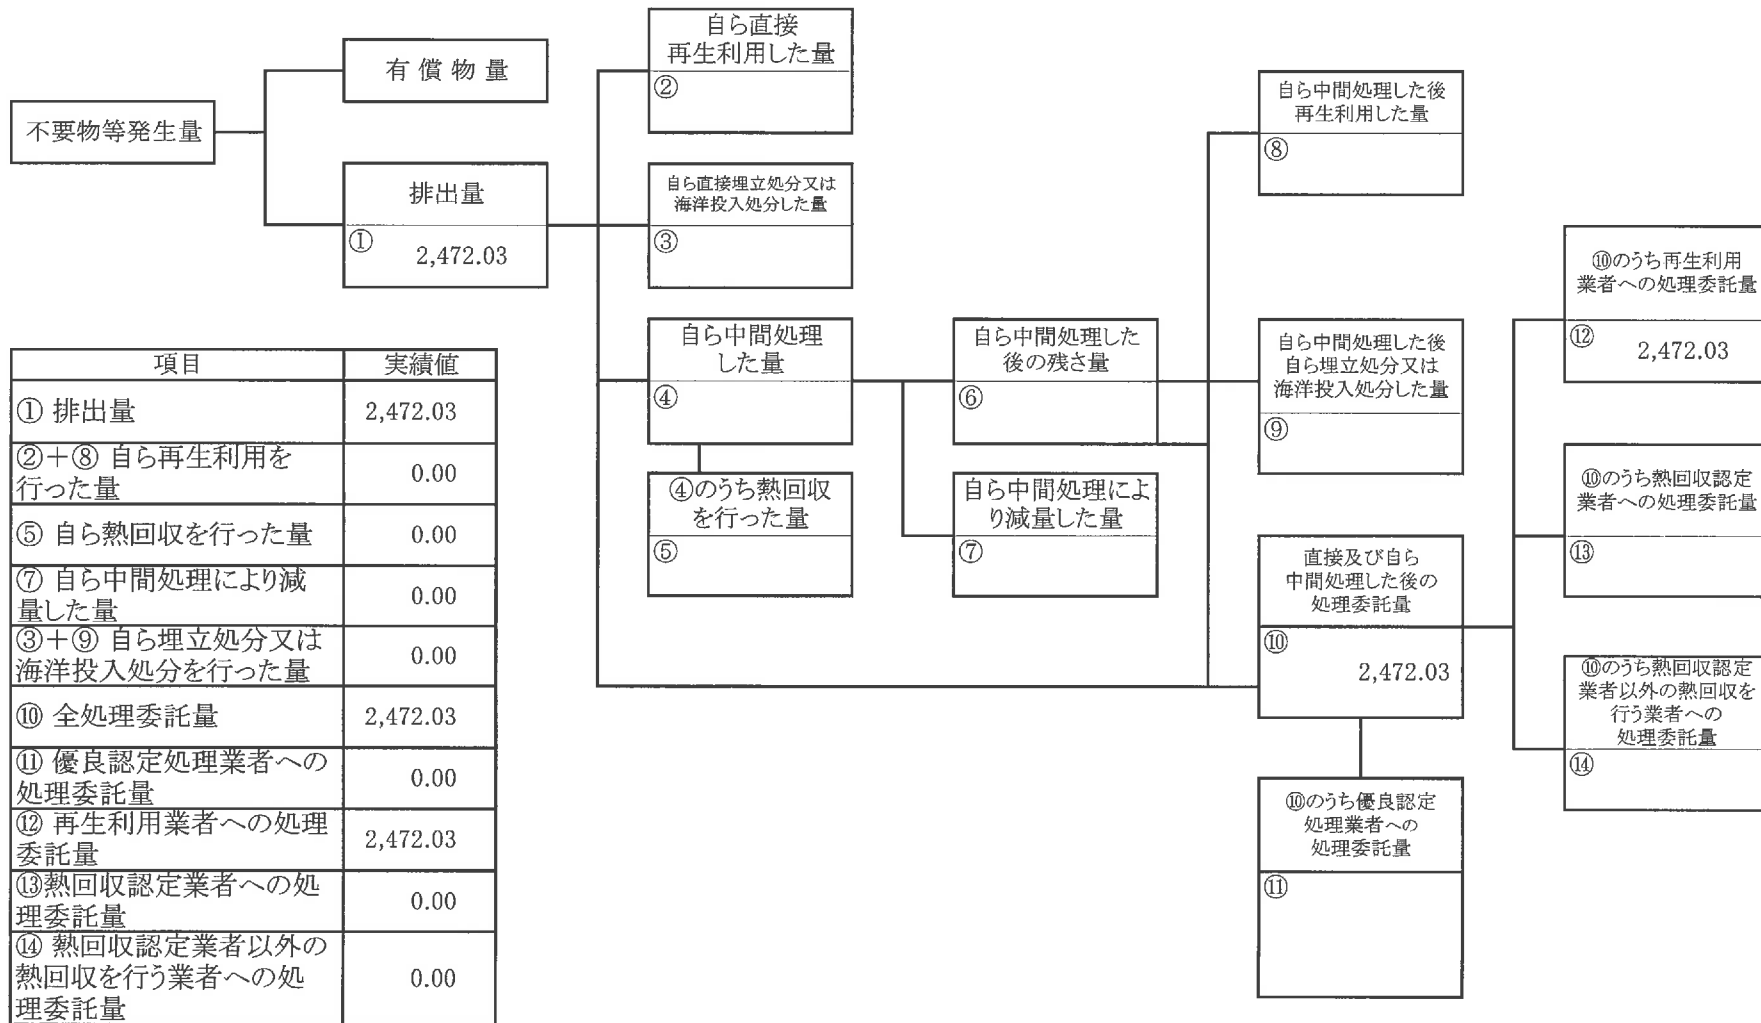 不要物等発生量
有償物量
排出量
①
2,472.03
自ら直接
再生利用した量
②
自ら直接埋立処分又は
海洋投入処分した量
③
自ら中間処理
した量
④
④のうち熱回収
を行った量
⑤
自ら中間処理した
後の残さ量
⑥
自ら中間処理によ
り減量した量
⑦
自ら中間処理した後
再生利用した量
⑧
自ら中間処理した後
自ら埋立処分又は
海洋投入処分した量
⑨
直接及び自ら
中間処理した後の
処理委託量
⑩
2,472.03
⑩のうち優良認定
処理業者への
処理委託量
⑪
⑩のうち再生利用
業者への処理委託量
⑫
2,472.03
⑩のうち熱回収認定
業者への処理委託量
⑬
⑩のうち熱回収認定
業者以外の熱回収を
行う業者への
処理委託量
⑭
項目 実績値
① 排出量 2,472.03
②+⑧ 自ら再生利用を
行った量 0.00
⑤ 自ら熱回収を行った量 0.00
⑦ 自ら中間処理により減
量した量 0.00
③+⑨ 自ら埋立処分又は
海洋投入処分を行った量 0.00
⑩ 全処理委託量 2,472.03
⑪ 優良認定処理業者への
処理委託量 0.00
⑫ 再生利用業者への処理
委託量 2,472.03
⑬熱回収認定業者への処
理委託量 0.00
⑭ 熱回収認定業者以外の
熱回収を行う業者への処
理委託量 0.00